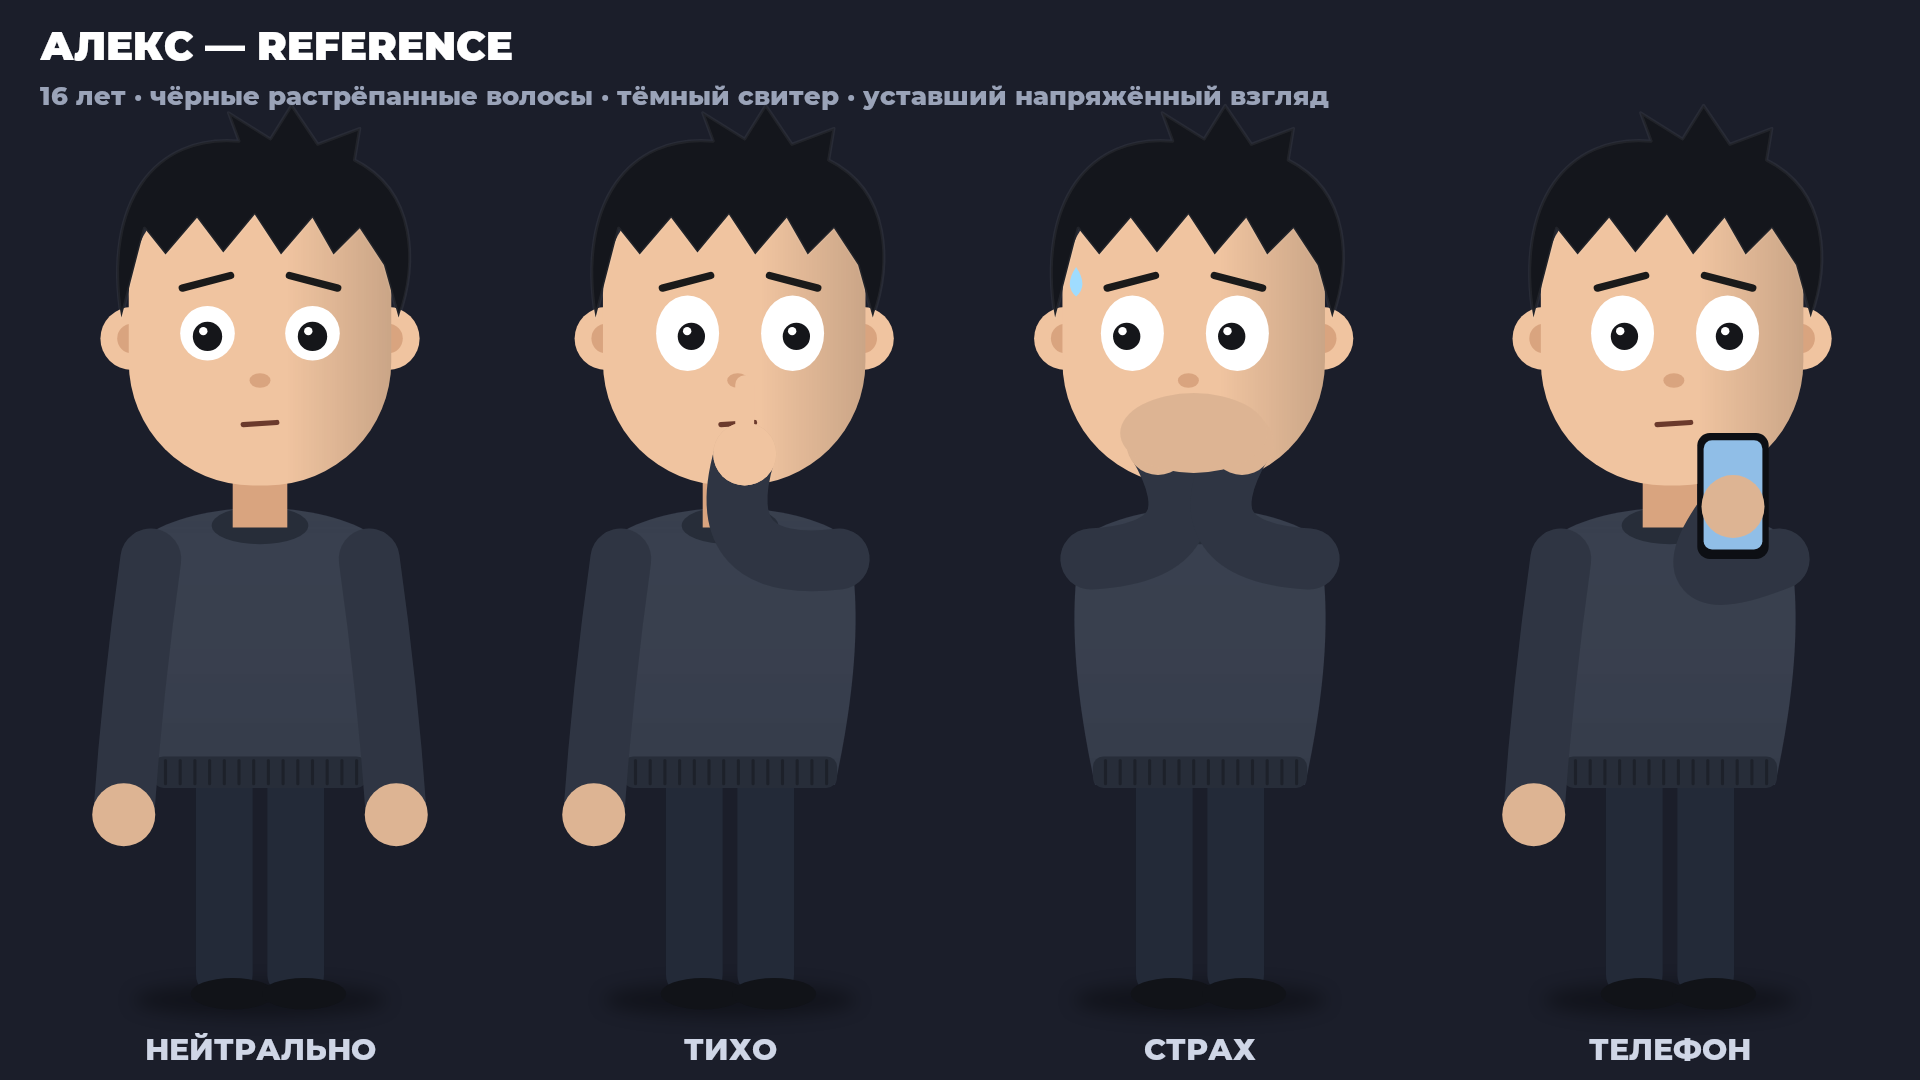 АЛЕКС — REFERENCE
16 лет · чёрные растрёпанные волосы · тёмный свитер · уставший напряжённый взгляд
НЕЙТРАЛЬНО
ТИХО
СТРАХ
ТЕЛЕФОН